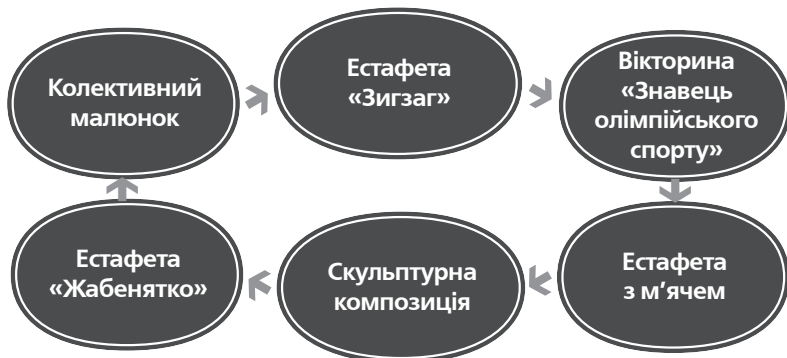 Колективний
малюнок
Естафета
«Зигзаг»
Вікторина
«Знавець
олімпійського
спорту»
Естафета
«Жабенятко»
Скульптурна
композиція
Естафета
з м’ячем